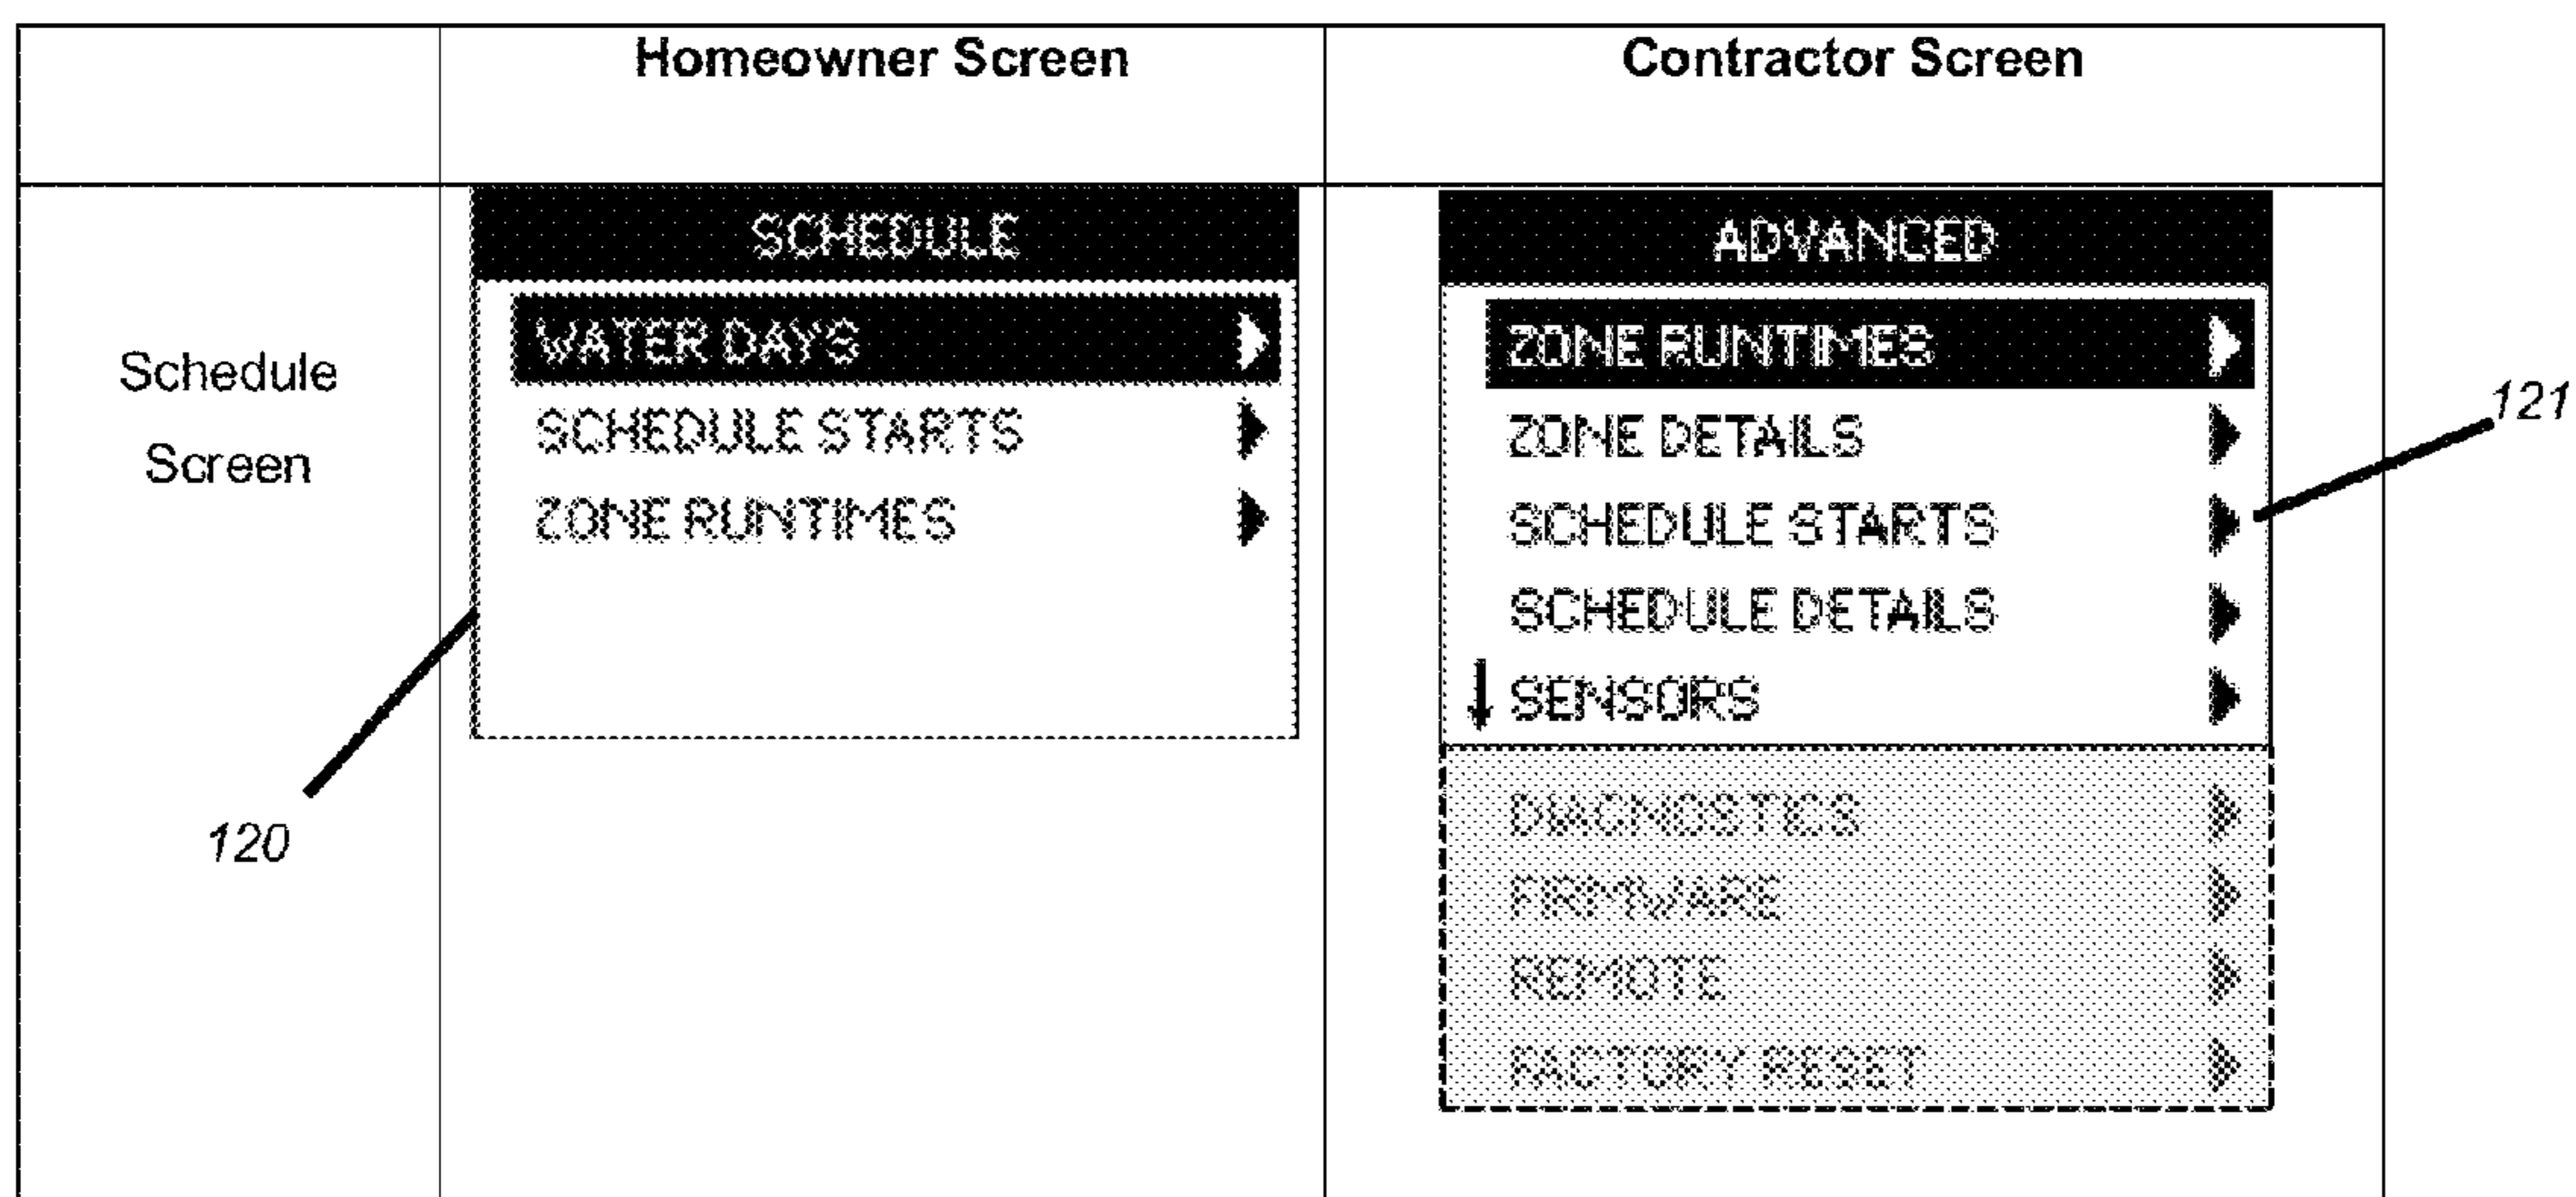 Homeowner Screen
Contractor Screen
Schedule
Screen
SCHEDULE
WATER DAYS
SCHEDULE STARTS
ZONE RUNTIMES
120
ADVANCED
ZONE RUNTIMES
ZONE DETAILS
SCHEDULE STARTS
SCHEDULE DETAILS
SENSORS
DIAGNOSTICS
FIRMWARE
REMOTE
FACTORY RESET
121